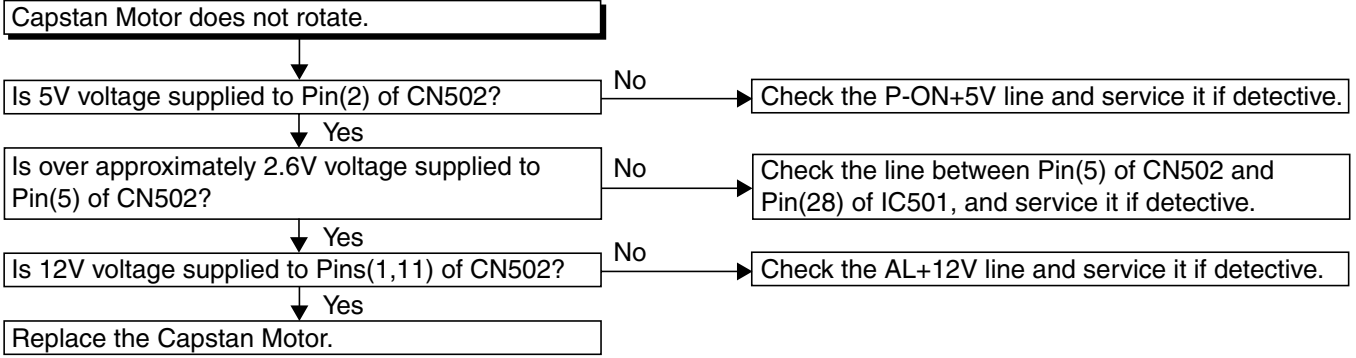 Capstan Motor does not rotate.
Is 5V voltage supplied to Pin(2) of CN502?
No
Check the P-ON+5V line and service it if detective.
Yes
Is over approximately 2.6V voltage supplied to
Pin(5) of CN502?
No
Check the line between Pin(5) of CN502 and
Pin(28) of IC501, and service it if detective.
Yes
Is 12V voltage supplied to Pins(1,11) of CN502?
No
Check the AL+12V line and service it if detective.
Yes
Replace the Capstan Motor.